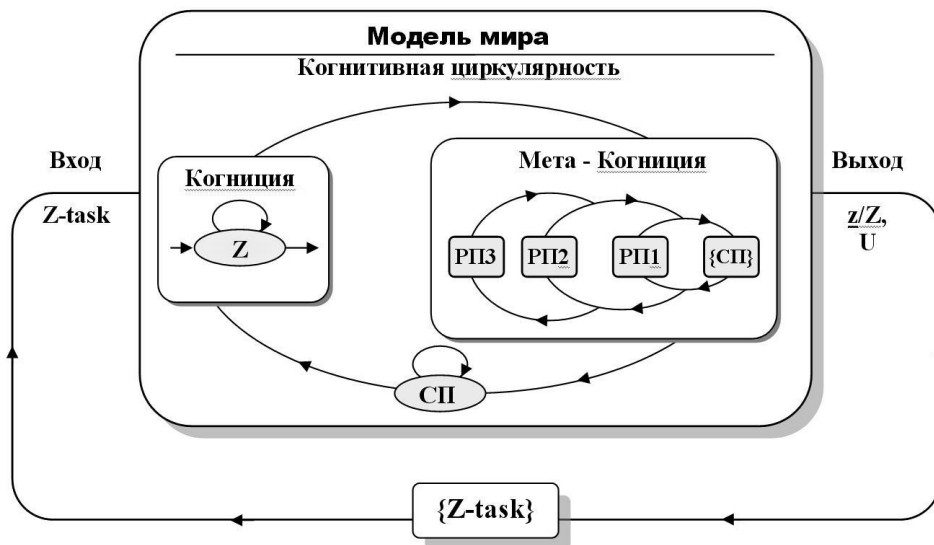 Модель мира
Когнитивная циркулярность
Вход
Z-task
Когниция
Z
Мета - Когниция
РП3 РП2 РП1 {СП}
Выход
z/Z,
U
СП
{Z-task}